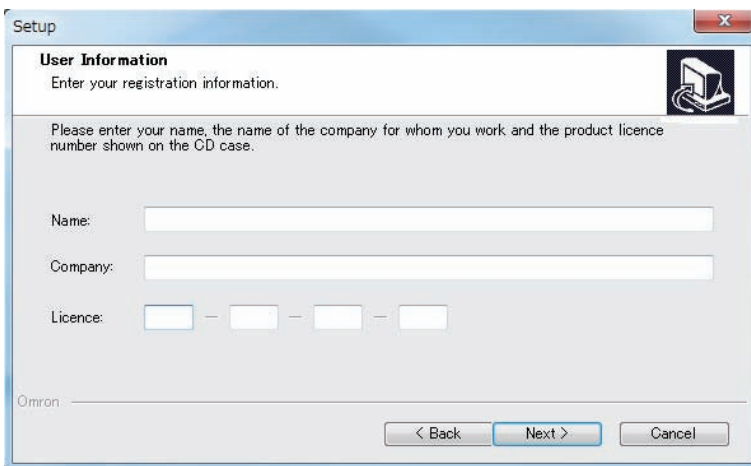 Setup
User Information
Enter your registration information.
Please enter your name, the name of the company for whom you work and the product licence
number shown on the CD case.
Name:
Company:
Licence:
Omron
< Back
Next >
Cancel